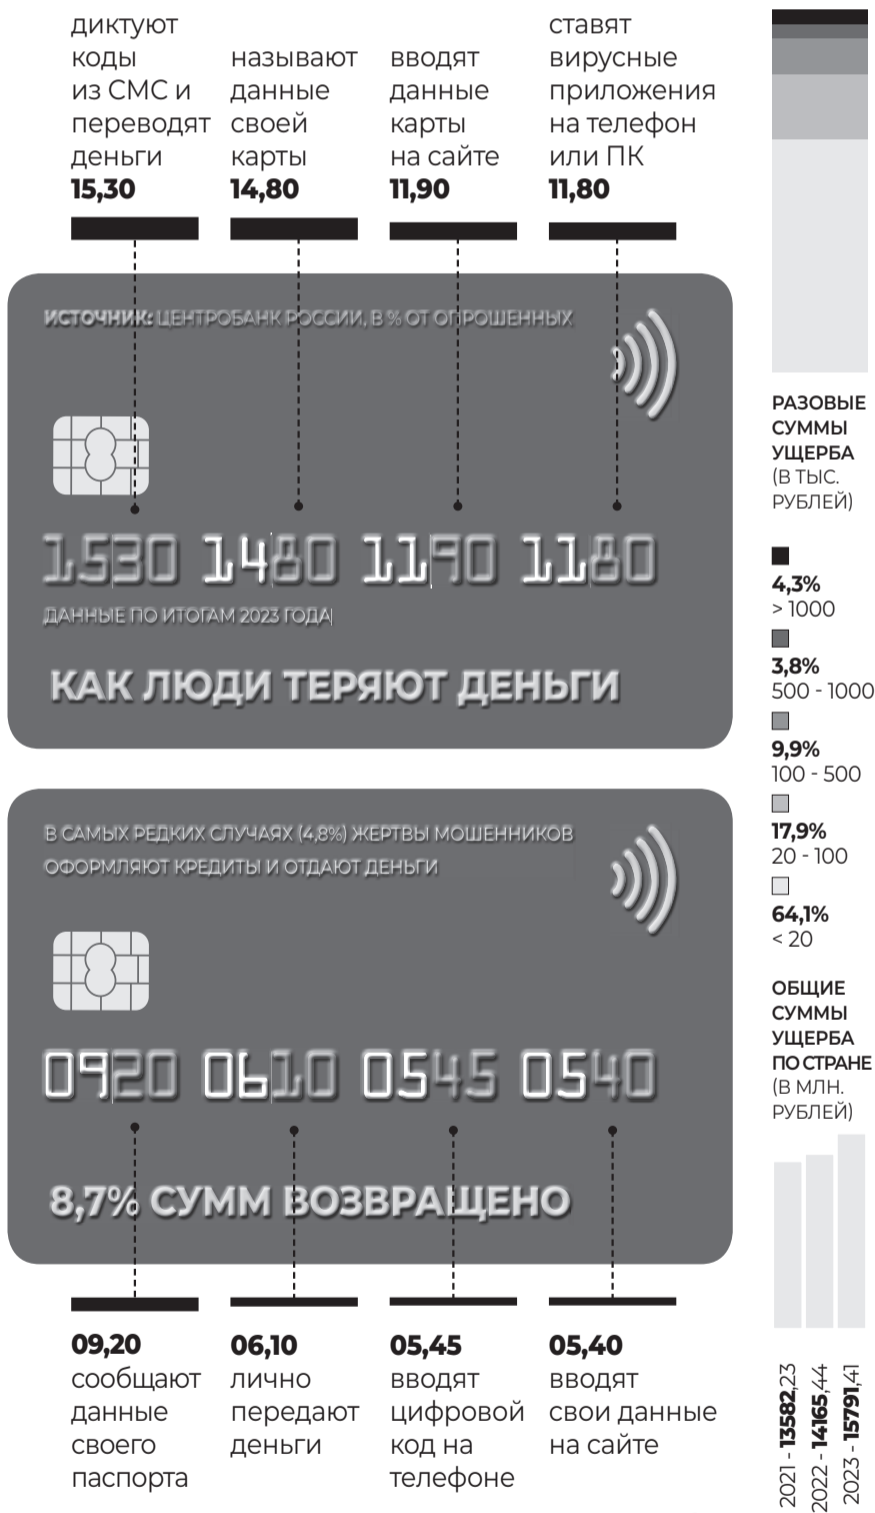 диктуют
коды
из СМС и
переводят
деньги
15,30
называют
данные
своей
карты
14,80
вводят
данные
карты
на сайте
11,90
ставят
вирусные
приложения
на телефон
или ПК
11,80
ИСТОЧНИК: ЦЕНТРОБАНК РОССИИ, В % ОТ ОПРОШЕННЫХ
1530 1480 1190 1180
ДАННЫЕ ПО ИТОГАМ 2023 ГОДА
КАК ЛЮДИ ТЕРЯЮТ ДЕНЬГИ
В САМЫХ РЕДКИХ СЛУЧАЯХ (4,8%) ЖЕРТВЫ МОШЕННИКОВ
ОФОРМЛЯЮТ КРЕДИТЫ И ОТДАЮТ ДЕНЬГИ
0920 0610 0545 0540
8,7% СУММ ВОЗВРАЩЕНО
09,20
сообщают
данные
своего
паспорта
06,10
лично
передают
деньги
05,45
вводят
цифровой
код на
телефоне
05,40
вводят
свои данные
на сайте
РАЗОВЫЕ
СУММЫ
УЩЕРБА
(В ТЫС.
РУБЛЕЙ)
4,3%
> 1000
3,8%
500 - 1000
9,9%
100 - 500
17,9%
20 - 100
64,1%
< 20
ОБЩИЕ
СУММЫ
УЩЕРБА
ПО СТРАНЕ
(В МЛН.
РУБЛЕЙ)
2021 - 13582,23
2022 - 14165,44
2023 - 15791,41